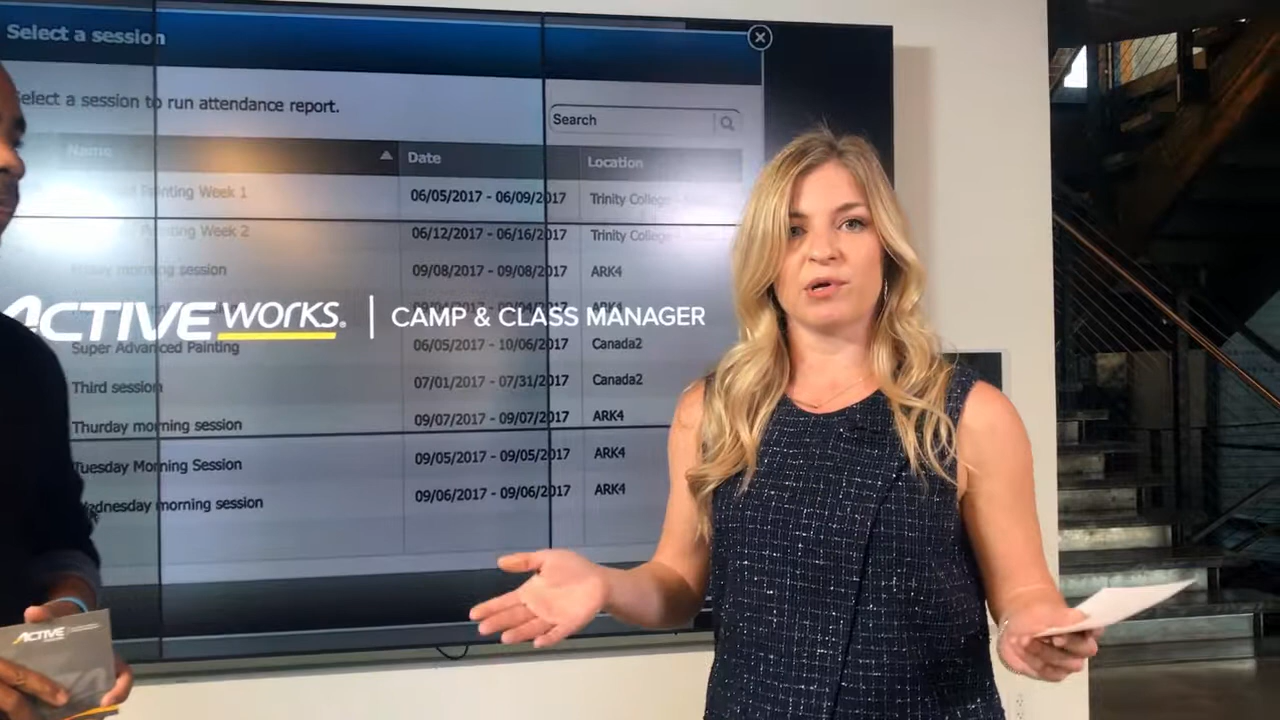 Select a session
Select a session to run attendance report.
Search
Name Date Location
Painting Week 1 06/05/2017 - 06/09/2017 Trinity College
Painting Week 2 06/12/2017 - 06/16/2017 Trinity College
morning session 09/08/2017 - 09/08/2017 ARK4
ACTIVE WORKS. | CAMP & CLASS MANAGER
Super Advanced Painting 06/05/2017 - 10/06/2017 Canada2
Third session 07/01/2017 - 07/31/2017 Canada2
Thurday morning session 09/07/2017 - 09/07/2017 ARK4
Tuesday Morning Session 09/05/2017 - 09/05/2017 ARK4
Wednesday morning session 09/06/2017 - 09/06/2017 ARK4
ACTIVE